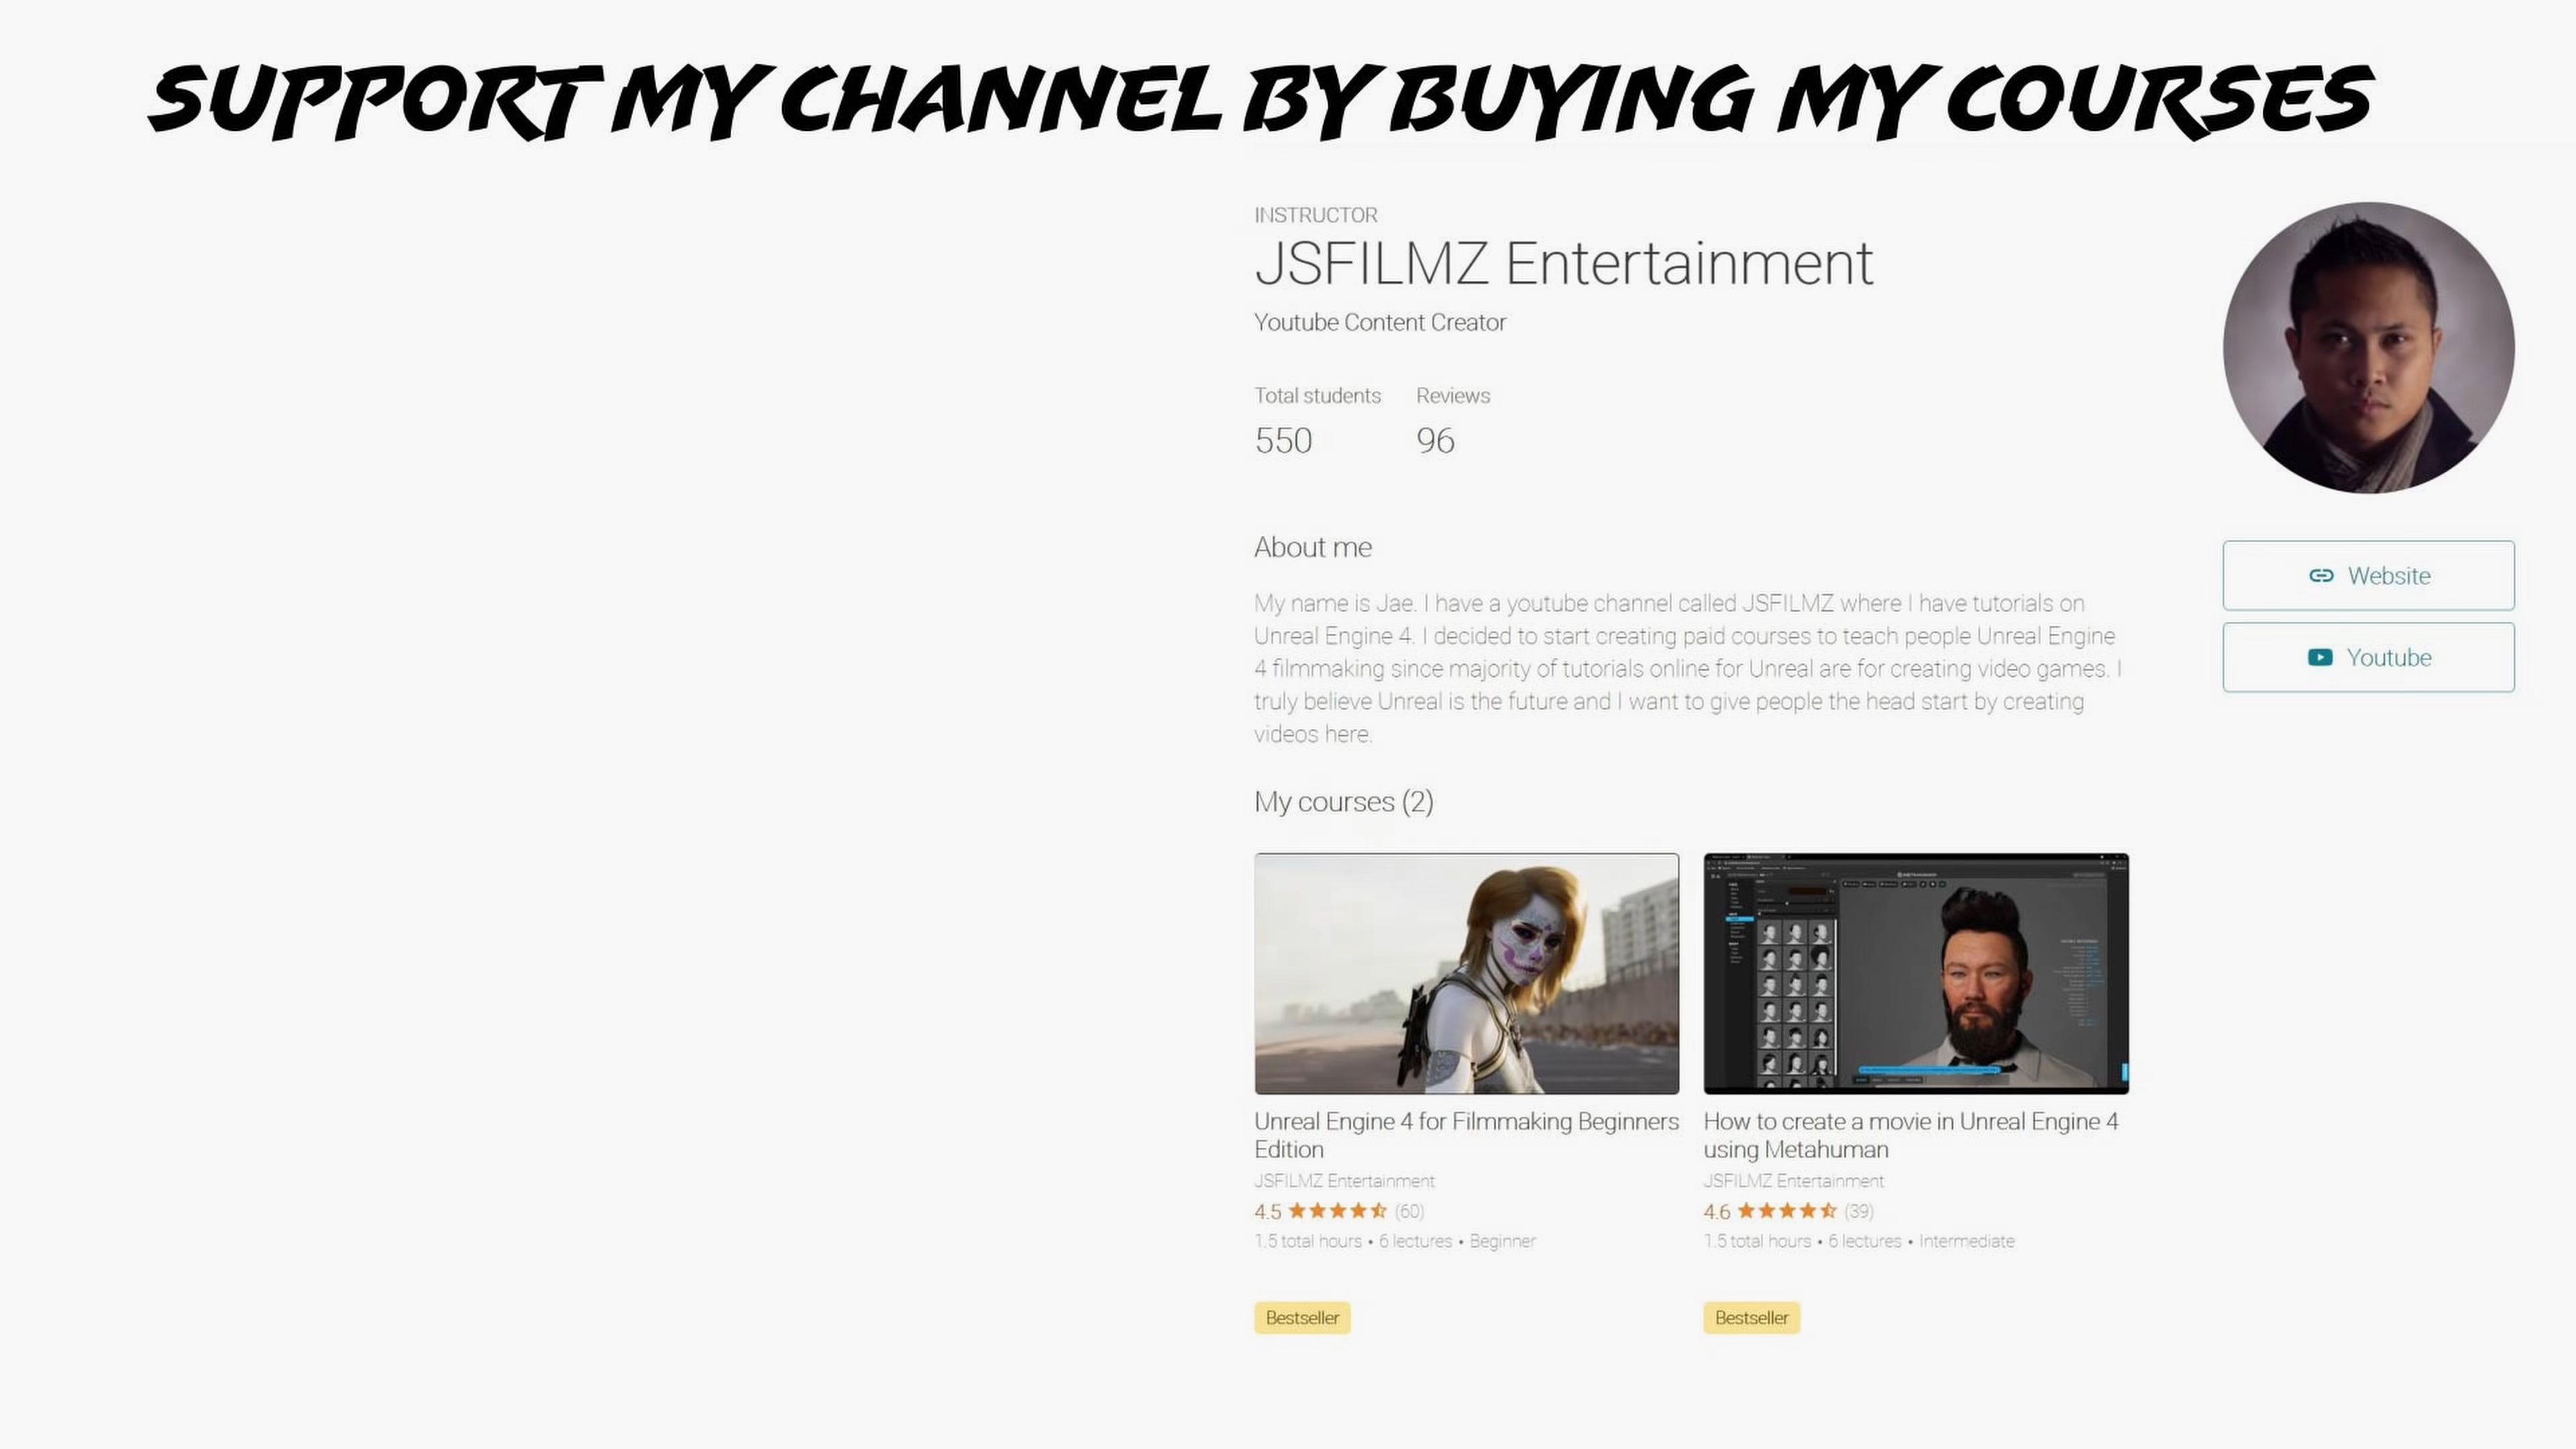 SUPPORT MY CHANNEL BY BUYING MY COURSES
INSTRUCTOR
JSFILMZ Entertainment
Youtube Content Creator
Total students Reviews
550 96
About me
My name is Jae. I have a youtube channel called JSFILMZ where I have tutorials on
Unreal Engine 4. I decided to start creating paid courses to teach people Unreal Engine
4 filmmaking since majority of tutorials online for Unreal are for creating video games. I
truly believe Unreal is the future and I want to give people the head start by creating
videos here.
Website
Youtube
My courses (2)
Unreal Engine 4 for Filmmaking Beginners
Edition
JSFILMZ Entertainment
4.5 (60)
1.5 total hours • 6 lectures • Beginner
Bestseller
How to create a movie in Unreal Engine 4
using Metahuman
JSFILMZ Entertainment
4.6 (39)
1.5 total hours • 6 lectures • Intermediate
Bestseller